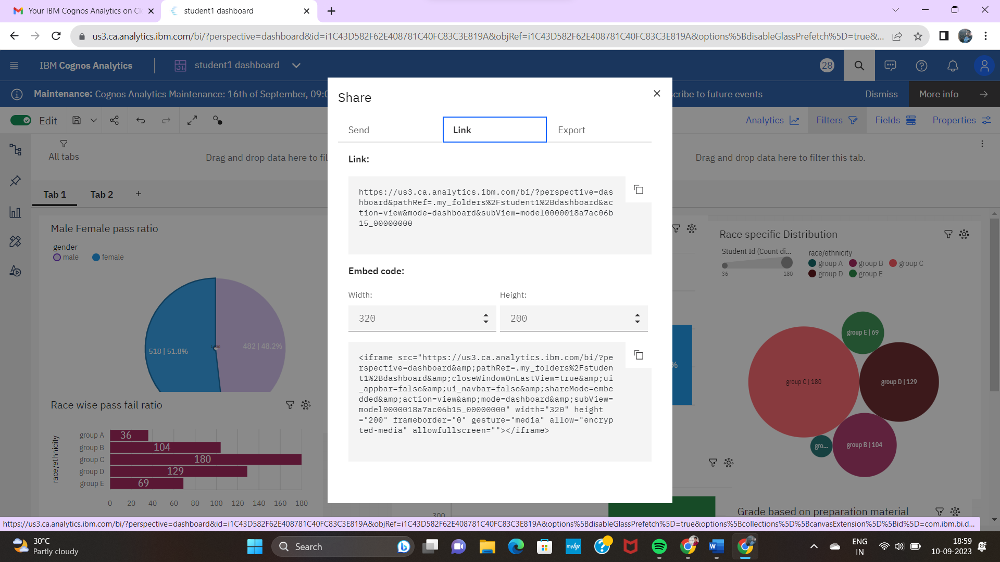 Your IBM Cognos Analytics on Cl
student1 dashboard
us3.ca.analytics.ibm.com/bi/?perspective=dashboard&id=i1C43D582F62E408781C40FC83C3E819A&objRef=i1C43D582F62E408781C40FC83C3E819A&options%5BdisableGlassPrefetch%5D=true&...
IBM Cognos Analytics
student1 dashboard
28
Maintenance: Cognos Analytics Maintenance: 16th of September, 09:0
cribe to future events
Dismiss
More info
Edit
Analytics
Filters
Fields
Properties
All tabs
Drag and drop data here to fil
Drag and drop data here to filter this tab.
Tab 1
Tab 2
Share
Send
Link
Export
Link:
https://us3.ca.analytics.ibm.com/bi/?perspective=das
hboard&pathRef=.my_folders%2Fstudent1%2Bdashboard&ac
tion=view&mode=dashboard&subView=model0000018a7ac06b
15_00000000
Embed code:
Width:
Height:
320
200
<iframe src="https://us3.ca.analytics.ibm.com/bi/?pe
rspective=dashboard&amp;pathRef=.my_folders%2Fstuden
t1%2Bdashboard&amp;closeWindowOnLastView=true&amp;ui
_appbar=false&amp;ui_navbar=false&amp;shareMode=embe
dded&amp;action=view&amp;mode=dashboard&amp;subView=
model0000018a7ac06b15_00000000" width="320" height
="200" frameborder="0" gesture="media" allow="encryp
ted-media" allowfullscreen=""></iframe>
Male Female pass ratio
gender
male
female
518 | 51.8%
482 | 48.2%
Race wise pass fail ratio
race/ethnicity
group A
36
group B
104
group C
180
group D
129
group E
69
0 20 40 60 80 100 120 140 160 180
%
300
Race specific Distribution
Student Id (Count di...
36
180
race/ethnicity
group A
group B
group C
group D
group E
group E | 69
group C | 180
group D | 129
group B | 104
gro...
Grade based on preparation material
https://us3.ca.analytics.ibm.com/bi/?perspective=dashboard&id=i1C43D582F62E408781C40FC83C3E819A&objRef=i1C43D582F62E408781C40FC83C3E819A&options%5BdisableGlassPrefetch%5D=true&options%5Bcollections%5D%5BcanvasExtension%5D%5Bid%5D=com.ibm.bi.d...
30°C
Partly cloudy
Search
myhp
ENG
IN
18:59
10-09-2023